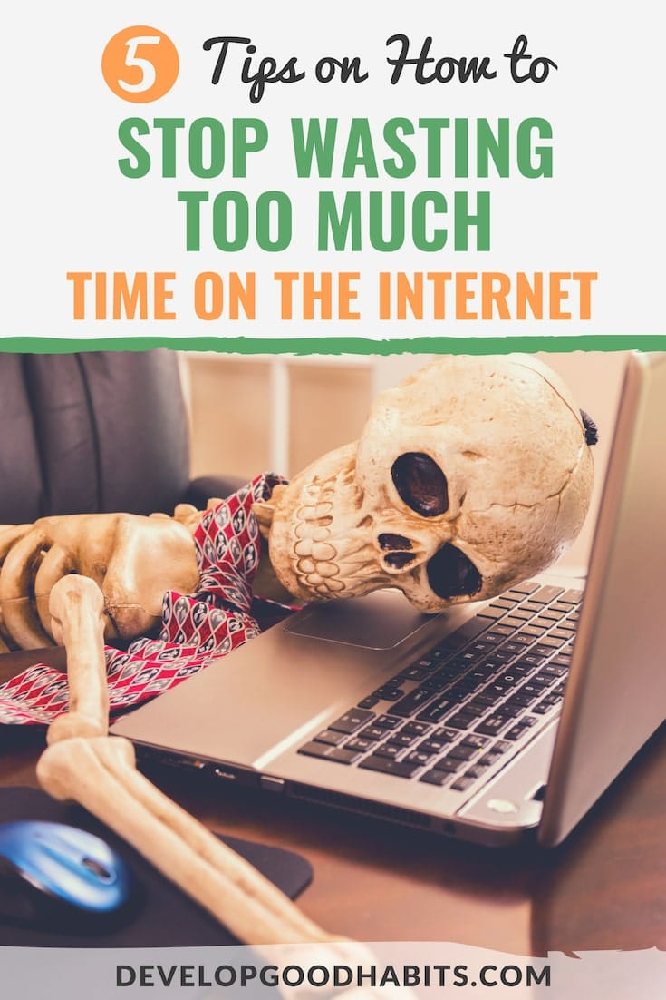 5 Tips on How to
STOP WASTING
TOO MUCH
TIME ON THE INTERNET
DEVELOPGOODHABITS.COM